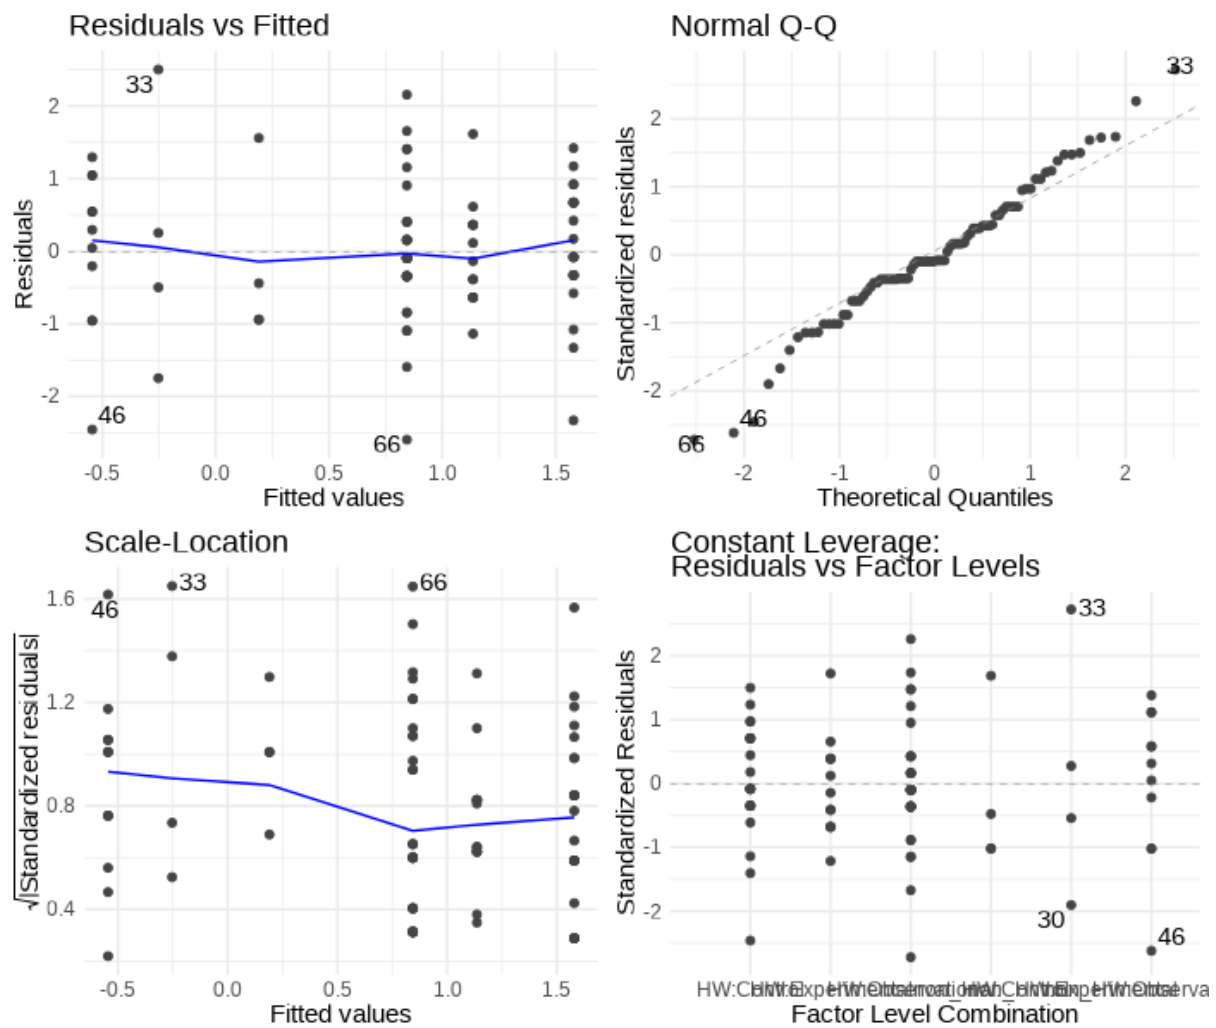 Residuals vs Fitted
33
46
66
2
1
0
-1
-2
-0.5 0.0 0.5 1.0 1.5
Residuals
Fitted values
Normal Q-Q
33
46
66
2
1
0
-1
-2
-2 -1 0 1 2
Standardized residuals
Theoretical Quantiles
Scale-Location
46
33
66
1.6
1.2
0.8
0.4
-0.5 0.0 0.5 1.0 1.5
√|Standardized residuals|
Fitted values
Constant Leverage:
Residuals vs Factor Levels
33
30
46
2
1
0
-1
-2
Standardized Residuals
Factor Level Combination